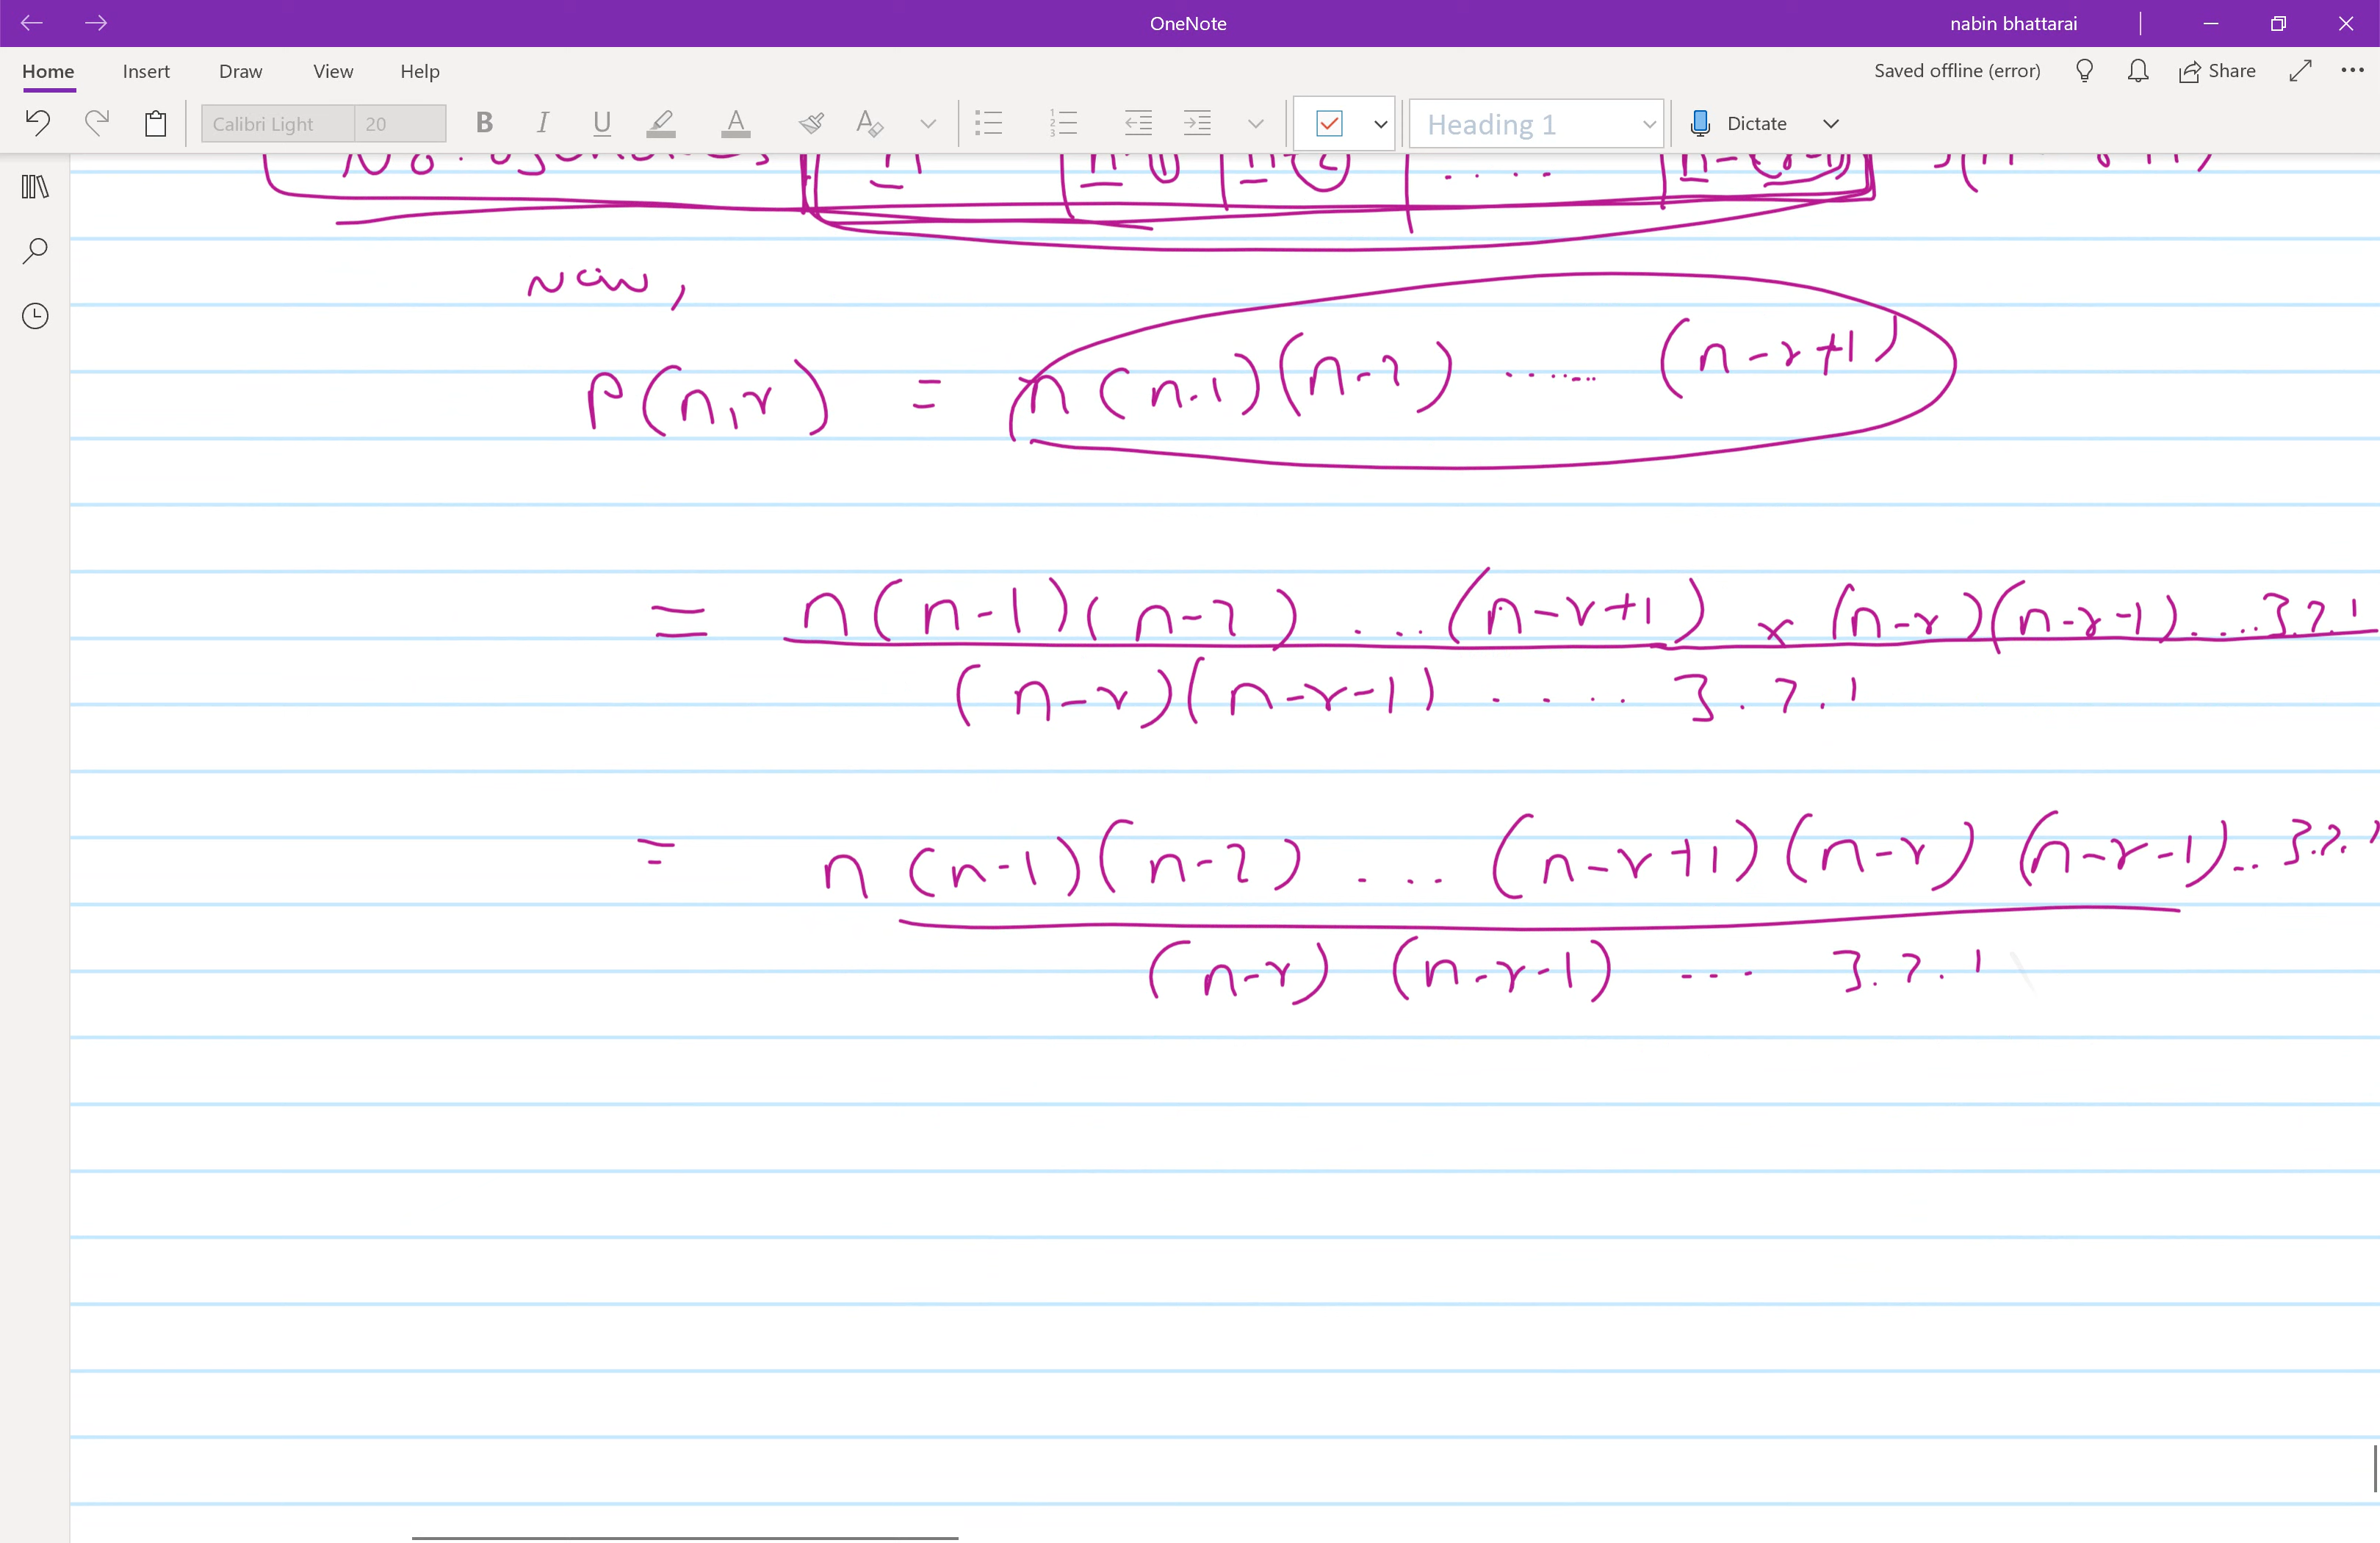 OneNote nabin bhattarai
Home Insert Draw View Help Saved offline (error) Share
Calibri Light 20 B I U A A Heading 1 Dictate
now,
P(n,r) = n(n-1)(n-2) ....... (n-r+1)
= n(n-1)(n-2) ... (n-r+1) x (n-r)(n-r-1)....3.2.1
(n-r)(n-r-1) ..... 3.2.1
= n(n-1)(n-2) .... (n-r+1)(n-r)(n-r-1)..3.2.1
(n-r) (n-r-1) ... 3.2.1